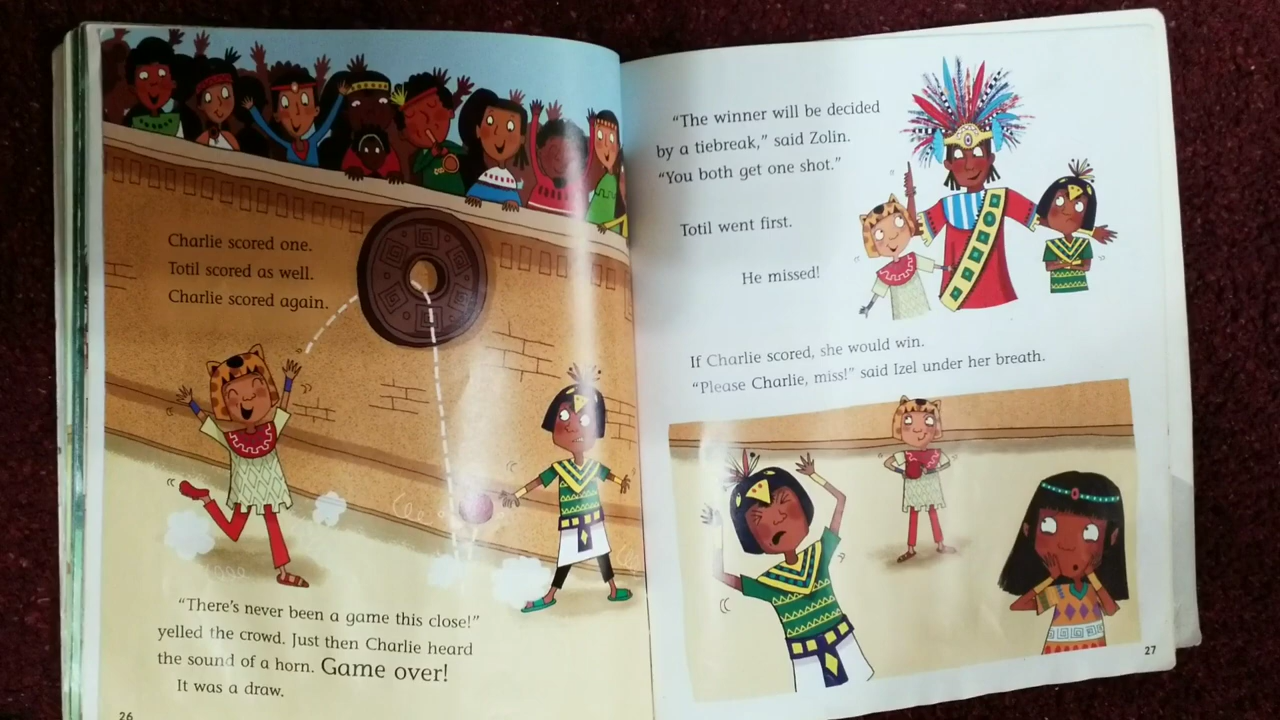 Charlie scored one.
Totil scored as well.
Charlie scored again.
“There’s never been a game this close!”
yelled the crowd. Just then Charlie heard
the sound of a horn. Game over!
It was a draw.
26
“The winner will be decided
by a tiebreak,” said Zolin.
“You both get one shot.”
Totil went first.
He missed!
If Charlie scored, she would win.
“Please Charlie, miss!” said Izel under her breath.
27